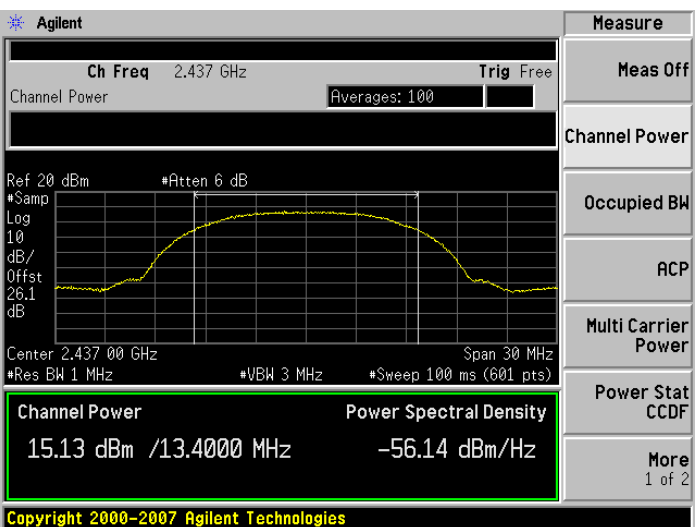 Agilent
Measure
Ch Freq 2.437 GHz Trig Free
Channel Power Averages: 100
Ref 20 dBm #Atten 6 dB
#Samp
Log
10
dB/
Offst
26.1
dB
Center 2.437 00 GHz Span 30 MHz
#Res BW 1 MHz #VBW 3 MHz #Sweep 100 ms (601 pts)
Channel Power Power Spectral Density
15.13 dBm /13.4000 MHz -56.14 dBm/Hz
Copyright 2000-2007 Agilent Technologies
Meas Off
Channel Power
Occupied BW
ACP
Multi Carrier
Power
Power Stat
CCDF
More
1 of 2